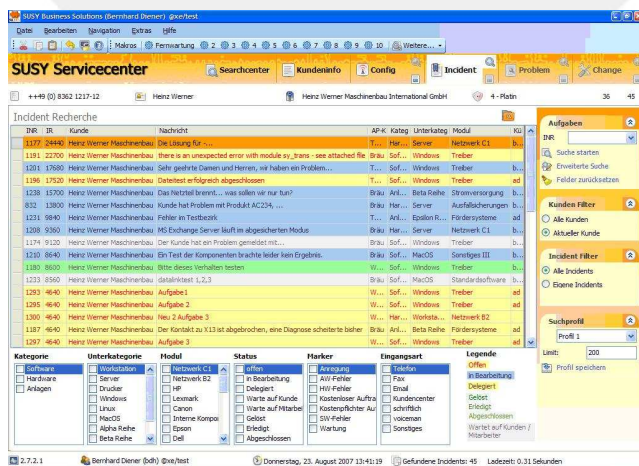 SUSY Business Solutions (Bernhard Diener) @xe/test
Datei Bearbeiten Navigation Extras Hilfe
Makros Fernwartung 2 3 4 5 6 7 8 9 10 Weitere...
SUSY Servicecenter Searchcenter Kundeninfo Config Incident Problem Change
++49 (0) 8362 1217-12 Heinz Werner Heinz Werner Maschinenbau International GmbH 4 - Platin 36 45
Incident Recherche
INR IR Kunde Nachricht AP-K Kateg Unterkateg Modul Kü
1177 24440 Heinz Werner Maschinenbau Die Lösung für -... T... Har... Server Netzwerk C1 b...
1191 22700 Heinz Werner Maschinenbau there is an unexpected error with module sy_trans - see attached file Bräu Sof... Windows Treiber b...
1201 17680 Heinz Werner Maschinenbau Sehr geehrte Damen und Herren, wir haben ein Problem... T... Sof... Windows Treiber b...
1196 17520 Heinz Werner Maschinenbau Dateitest erfolgreich abgeschlossen T... Sof... Windows Treiber ad
1238 15700 Heinz Werner Maschinenbau Das Netzteil brennt... was sollen wir nur tun? Bräu Anl... Beta Reihe Stromversorgung b...
832 13800 Heinz Werner Maschinenbau Kunde hat Problem mit Produkt AC234, ... Bräu Har... Server Ausfallsicherungen b...
1231 9840 Heinz Werner Maschinenbau Fehler im Testbezirk T... Anl... Epsilon R... Fördersysteme ad
1208 9360 Heinz Werner Maschinenbau MS Exchange Server läuft im abgesicherten Modus Bräu Har... Server Netzwerk C1 b...
1174 9120 Heinz Werner Maschinenbau Der Kunde hat ein Problem gemeldet mit... Bräu Sof... Windows Treiber b...
1210 8640 Heinz Werner Maschinenbau Ein Test der Komponenten brachte leider kein Ergebnis. Bräu Sof... MacOS Sonstiges III b...
1180 8600 Heinz Werner Maschinenbau Bitte dieses Verhalten testen W... Sof... Windows Treiber b...
1233 8560 Heinz Werner Maschinenbau datalinktest 1,2,3 Bräu Sof... MacOS Standardsoftware b...
1293 4640 Heinz Werner Maschinenbau Aufgabe1 W... Sof... Windows Treiber ad
1295 4640 Heinz Werner Maschinenbau Aufgabe 2 W... Sof... Windows Treiber ad
1300 4640 Heinz Werner Maschinenbau Neu 2 Aufgabe 3 W... Har... Worksta... Netzwerk B2
1187 4640 Heinz Werner Maschinenbau Der Kontakt zu X13 ist abgebrochen, eine Diagnose scheiterte bisher Bräu Anl... Beta Reihe Fördersysteme ad
1297 4640 Heinz Werner Maschinenbau Aufgabe 3 W... Sof... Windows Treiber ad
Aufgaben
INR
Suche starten
Erweiterte Suche
Felder zurücksetzen
Kunden Filter
Alle Kunden
Aktueller Kunde
Incident Filter
Alle Incidents
Eigene Incidents
Suchprofil
Profil 1
Limit: 200
Profil speichern
Kategorie
Software
Hardware
Anlagen
Unterkategorie
Workstation
Server
Drucker
Windows
Linux
MacOS
Alpha Reihe
Beta Reihe
Modul
Netzwerk C1
Netzwerk B2
HP
Lexmark
Canon
Interne Kompo
Epson
Dell
Status
offen
in Bearbeitung
Delegiert
Warte auf Kunde
Warte auf Mitarbei
Gelöst
Erledigt
Abgeschlossen
Marker
Anregung
AW-Fehler
HW-Fehler
Kostenloser Auftra
Kostenpflichter Au
SW-Fehler
Wartung
Eingangsart
Telefon
Fax
Email
Kundencenter
schriftlich
voiceman
Sonstiges
Legende
Offen
in Bearbeitung
Delegiert
Gelöst
Erledigt
Abgeschlossen
Wartet auf Kunden /
Mitarbeiter
2.7.2.1 Bernhard Diener (bdh) @xe/test Donnerstag, 23. August 2007 13:41:19 Gefundene Incidents: 45 Ladezeit: 0.31 Sekunden